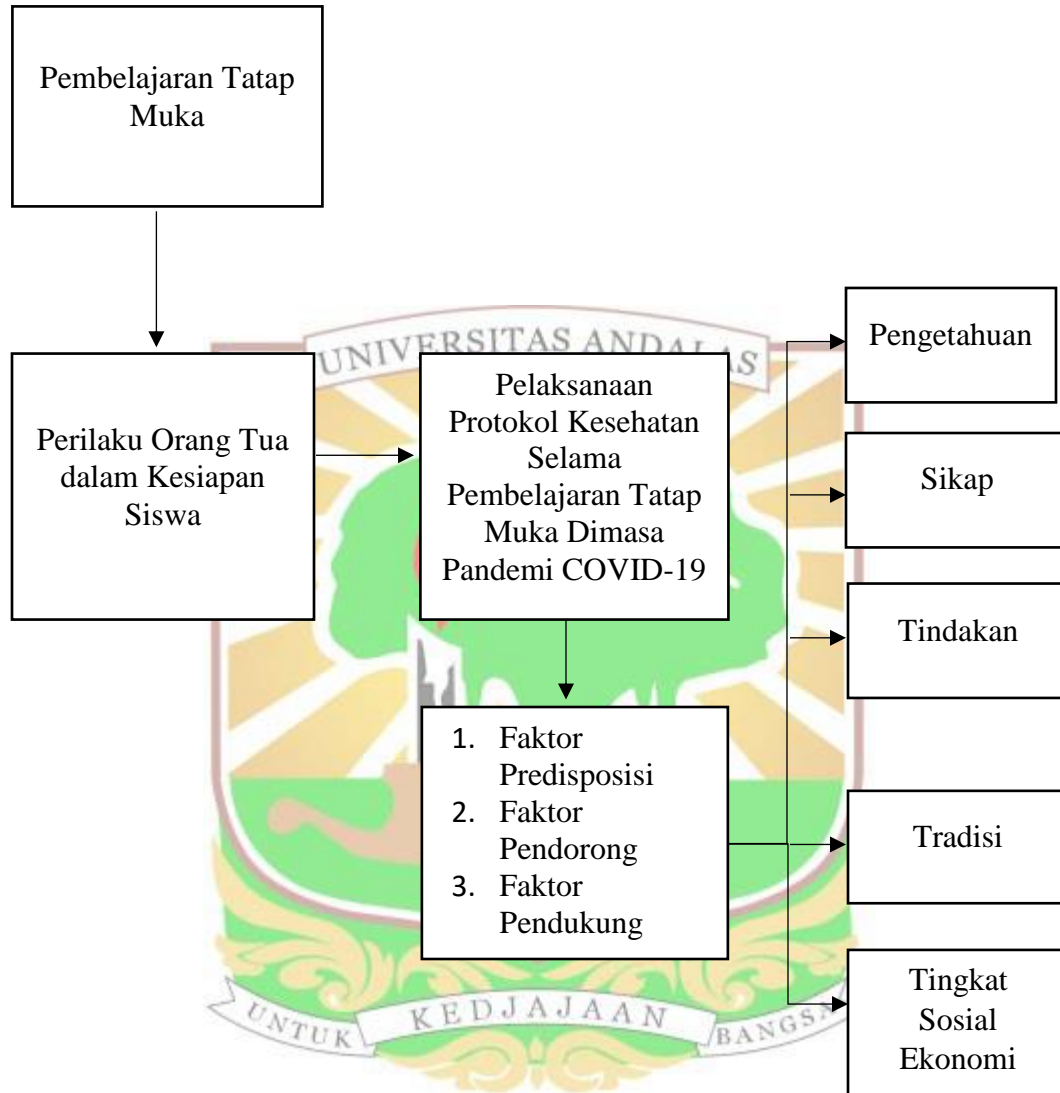 Pembelajaran Tatap
Muka
UNIVERSITAS ANDALAS
Perilaku Orang Tua
dalam Kesiapan
Siswa
Pelaksanaan
Protokol Kesehatan
Selama
Pembelajaran Tatap
Muka Dimasa
Pandemi COVID-19
1. Faktor
Predisposisi
2. Faktor
Pendorong
3. Faktor
Pendukung
Pengetahuan
Sikap
Tindakan
Tradisi
Tingkat
Sosial
Ekonomi
UNTUK KEDJAJAAN BANGSA